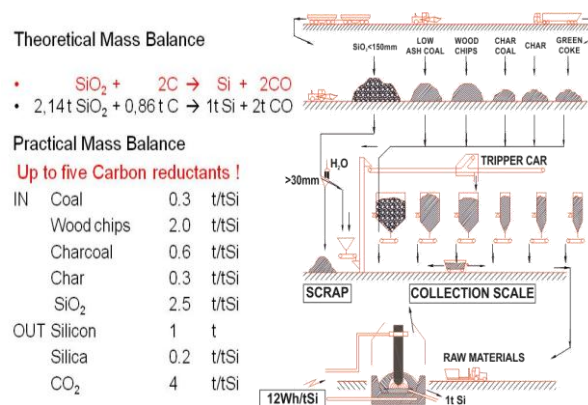 Theoretical Mass Balance
• SiO2 + 2C → Si + 2CO
• 2,14 t SiO2 + 0,86 t C → 1t Si + 2t CO
Practical Mass Balance
Up to five Carbon reductants !
IN Coal 0.3 t/tSi
Wood chips 2.0 t/tSi
Charcoal 0.6 t/tSi
Char 0.3 t/tSi
SiO2 2.5 t/tSi
OUT Silicon 1 t
Silica 0.2 t/tSi
CO2 4 t/tSi
SiO2<150mm
LOW
ASH COAL
WOOD
CHIPS
CHAR
COAL
CHAR
GREEN
COKE
H2O
>30mm
TRIPPER CAR
SCRAP
COLLECTION SCALE
RAW MATERIALS
12Wh/tSi
1t Si